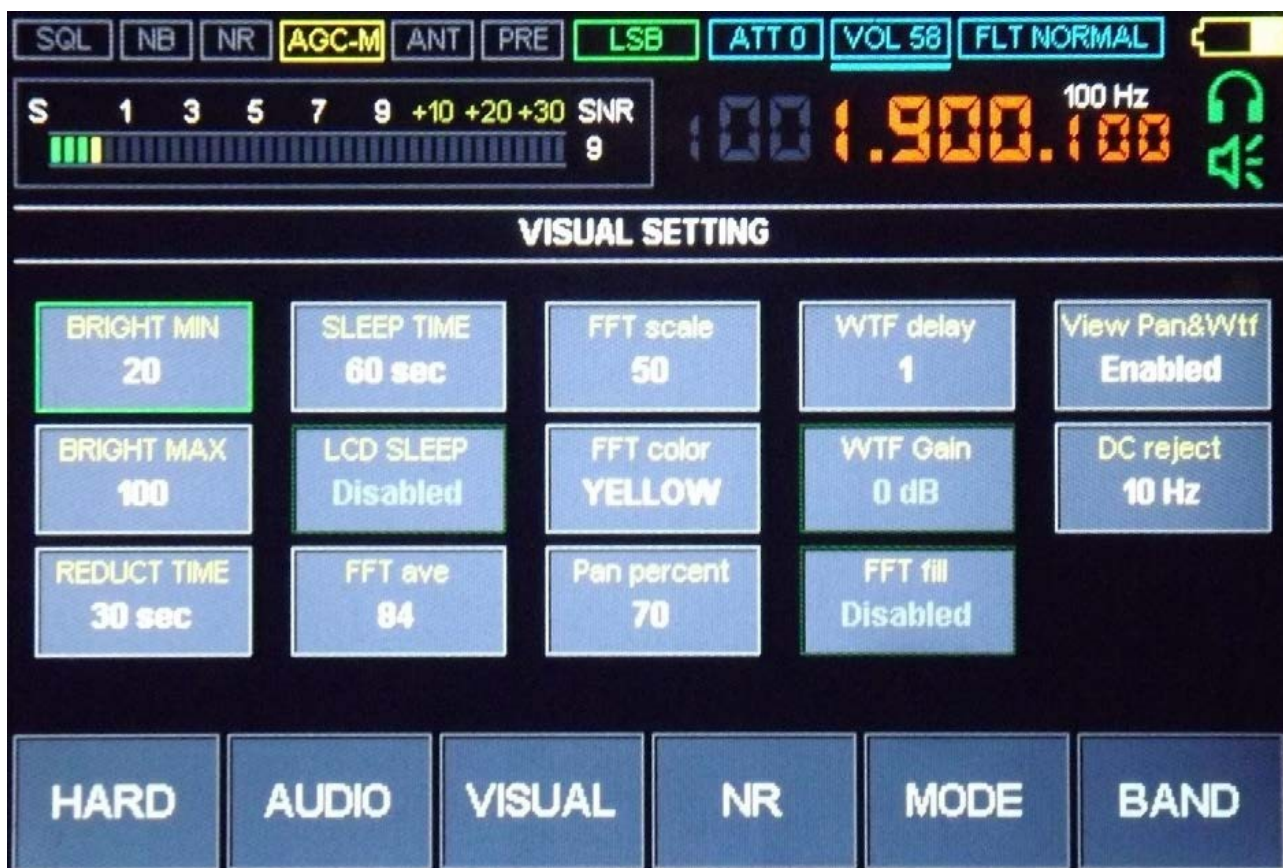 SQL NB NR AGC-M ANT PRE LSB ATT 0 VOL 58 FLT NORMAL
S 1 3 5 7 9 +10 +20 +30 SNR
9
100 Hz
100 1.900.100
VISUAL SETTING
BRIGHT MIN
20
SLEEP TIME
60 sec
FFT scale
50
WTF delay
1
View Pan&Wtf
Enabled
BRIGHT MAX
100
LCD SLEEP
Disabled
FFT color
YELLOW
WTF Gain
0 dB
DC reject
10 Hz
REDUCT TIME
30 sec
FFT ave
84
Pan percent
70
FFT fill
Disabled
HARD AUDIO VISUAL NR MODE BAND